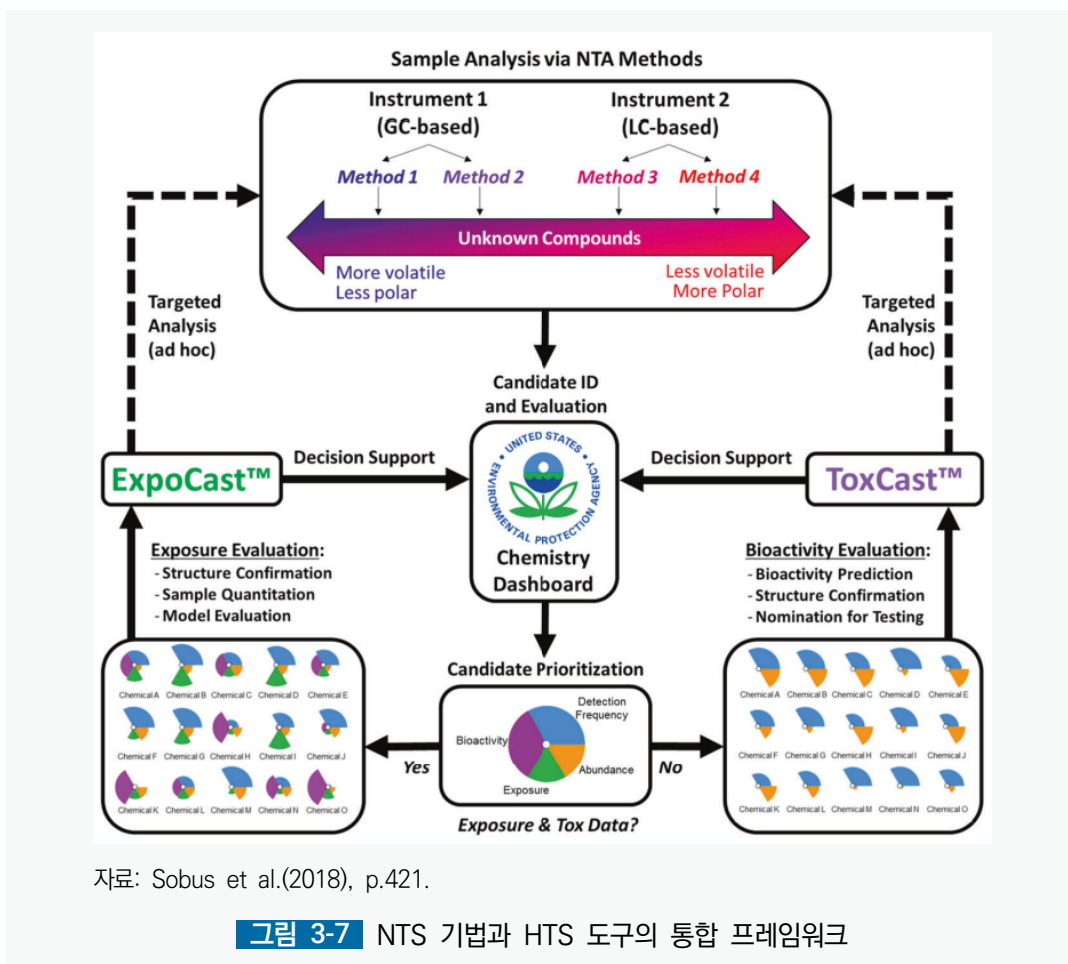 Sample Analysis via NTA Methods
Instrument 1
(GC-based)
Instrument 2
(LC-based)
Method 1
Method 2
Method 3
Method 4
Unknown Compounds
More volatile
Less polar
Less volatile
More Polar
Targeted
Analysis
(ad hoc)
Targeted
Analysis
(ad hoc)
Candidate ID
and Evaluation
ExpoCast™
Decision Support
UNITED STATES
ENVIRONMENTAL PROTECTION AGENCY
Chemistry
Dashboard
Decision Support
ToxCast™
Exposure Evaluation:
- Structure Confirmation
- Sample Quantitation
- Model Evaluation
Bioactivity Evaluation:
- Bioactivity Prediction
- Structure Confirmation
- Nomination for Testing
Chemical A Chemical B Chemical C Chemical D Chemical E
Chemical F Chemical G Chemical H Chemical I Chemical J
Chemical K Chemical L Chemical M Chemical N Chemical O
Candidate Prioritization
Detection
Frequency
Bioactivity
Abundance
Exposure
Yes
No
Exposure & Tox Data?
Chemical A Chemical B Chemical C Chemical D Chemical E
Chemical F Chemical G Chemical H Chemical I Chemical J
Chemical K Chemical L Chemical M Chemical N Chemical O
자료: Sobus et al.(2018), p.421.
그림 3-7 NTS 기법과 HTS 도구의 통합 프레임워크